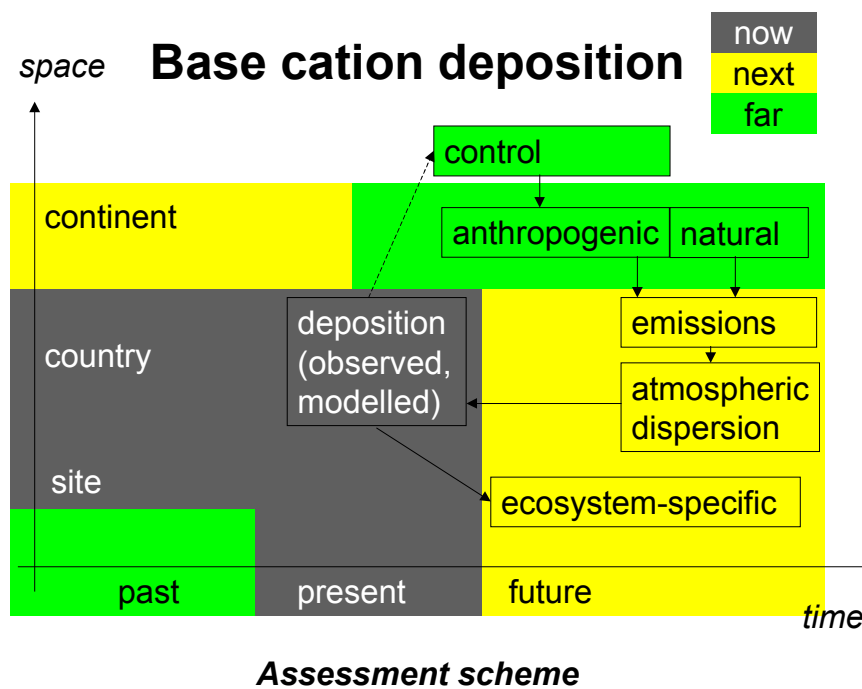 Base cation deposition
space
now
next
far
control
continent
anthropogenic
natural
deposition
(observed,
modelled)
emissions
country
atmospheric
dispersion
site
ecosystem-specific
past
present
future
time
Assessment scheme